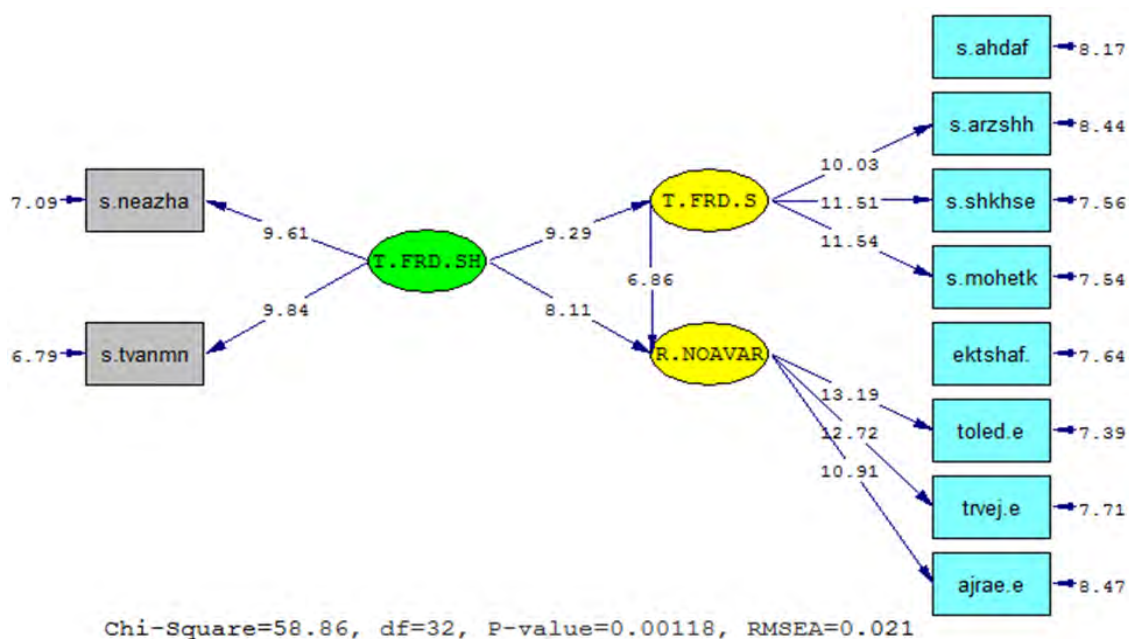 s.ahdaf
8.17
s.arzshh
8.44
10.03
7.09
s.neazha
T.FRD.S
11.51
s.shkhse
7.56
9.61
9.29
11.54
T.FRD.SH
s.mohetk
7.54
6.86
9.84
8.11
6.79
s.tvanmn
R.NOAVAR
ektshaf.
7.64
13.19
toled.e
7.39
12.72
10.91
trvej.e
7.71
ajrae.e
8.47
Chi-Square=58.86, df=32, P-value=0.00118, RMSEA=0.021